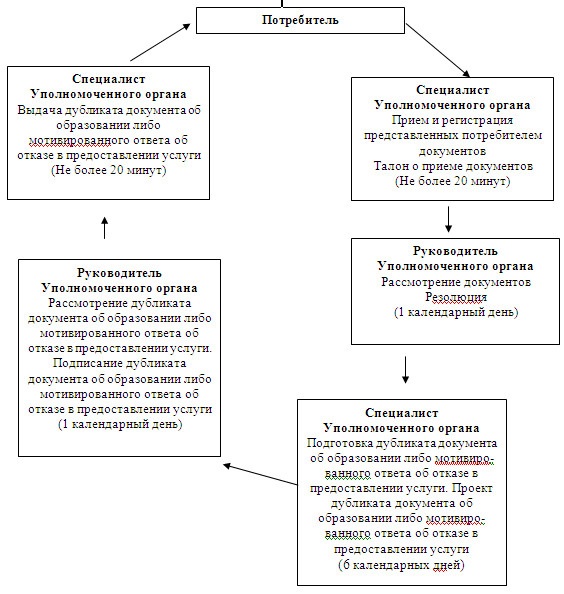 Потребитель
Специалист
Уполномоченного органа
Выдача дубликата документа об
образовании либо
мотивированного ответа об
отказе в предоставлении услуги
(Не более 20 минут)
Специалист
Уполномоченного органа
Прием и регистрация
представленных потребителем
документов
Талон о приеме документов
(Не более 20 минут)
Руководитель
Уполномоченного органа
Рассмотрение документов
Резолюция
(1 календарный день)
Руководитель
Уполномоченного органа
Рассмотрение дубликата
документа об образовании либо
мотивированного ответа об
отказе в предоставлении услуги.
Подписание дубликата
документа об образовании либо
мотивированного ответа об
отказе в предоставлении услуги
(1 календарный день)
Специалист
Уполномоченного органа
Подготовка дубликата документа
об образовании либо мотивиро-
ванного ответа об отказе в
предоставлении услуги. Проект
дубликата документа об
образовании либо мотивиро-
ванного ответа об отказе в
предоставлении услуги
(6 календарных дней)